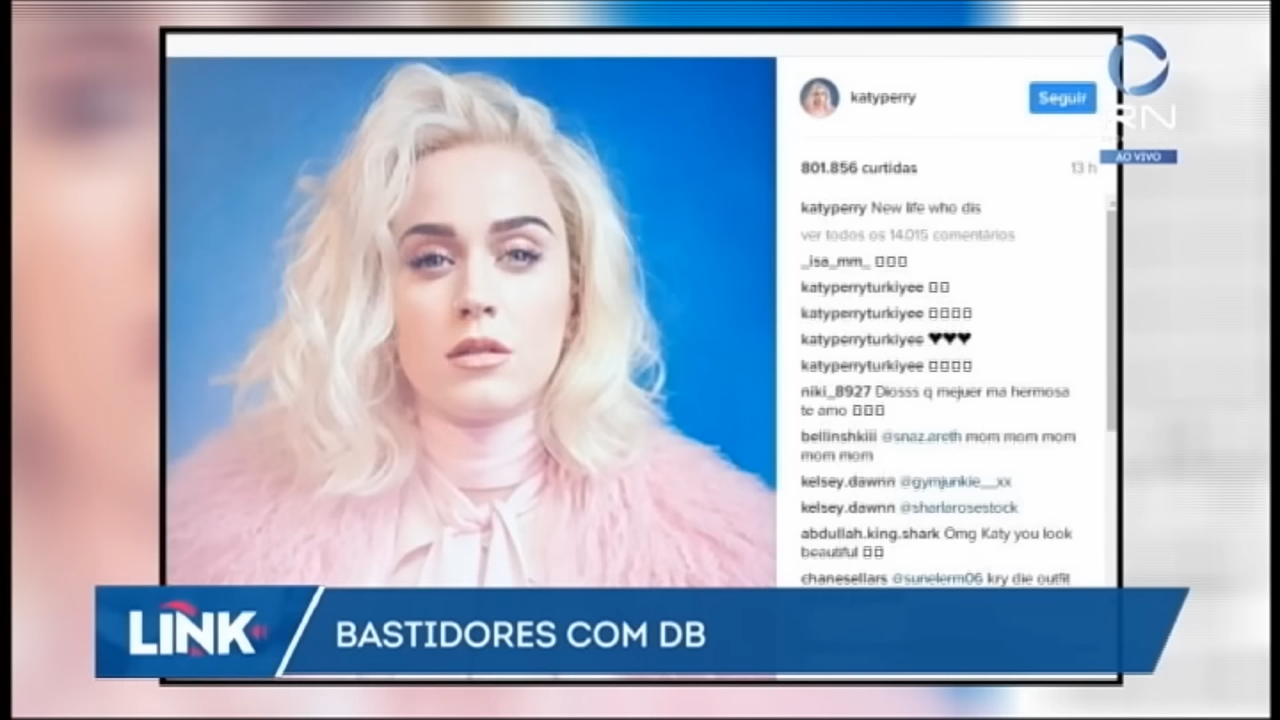 katyperry
Seguir
RN
AO VIVO
801.856 curtidas
13 h
katyperry New life who dis
ver todos os 14.015 comentários
_isa_mm_
katyperryturkiyee
katyperryturkiyee
katyperryturkiyee ♥♥♥
katyperryturkiyee
niki_8927 Diosss q mejuer ma hermosa
te amo
bellinshkiii @snaz.areth mom mom mom
mom mom
kelsey.dawnn @gymjunkie__xx
kelsey.dawnn @sharlarosestock
abdullah.king.shark Omg Katy you look
beautiful
chanesellars @sunelerm06 kry die outfit
LINK
BASTIDORES COM DB